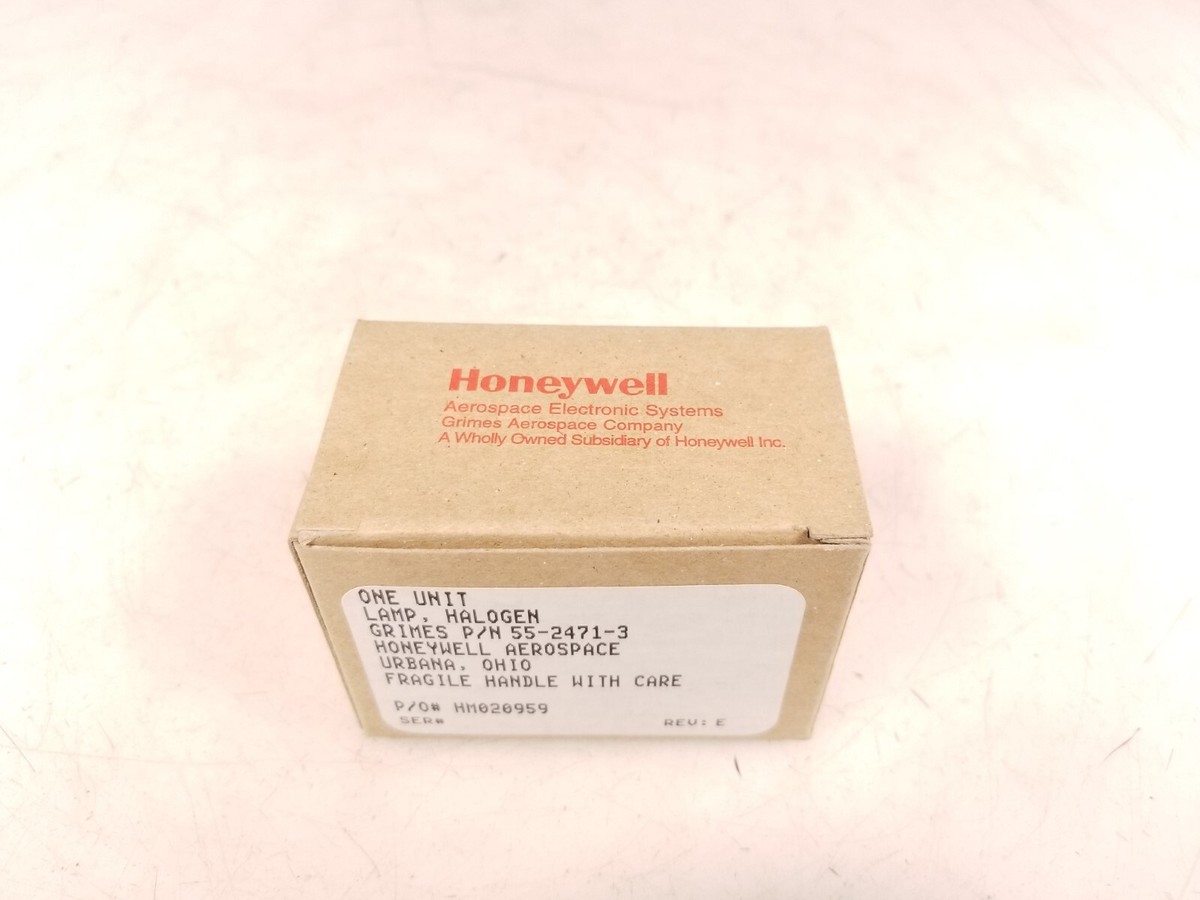 Honeywell
Aerospace Electronic Systems
Grimes Aerospace Company
A Wholly Owned Subsidiary of Honeywell Inc.
ONE UNIT
LAMP, HALOGEN
GRIMES P/N 55-2471-3
HONEYWELL AEROSPACE
URBANA, OHIO
FRAGILE HANDLE WITH CARE
P/O# HM020959
SER# REV: E